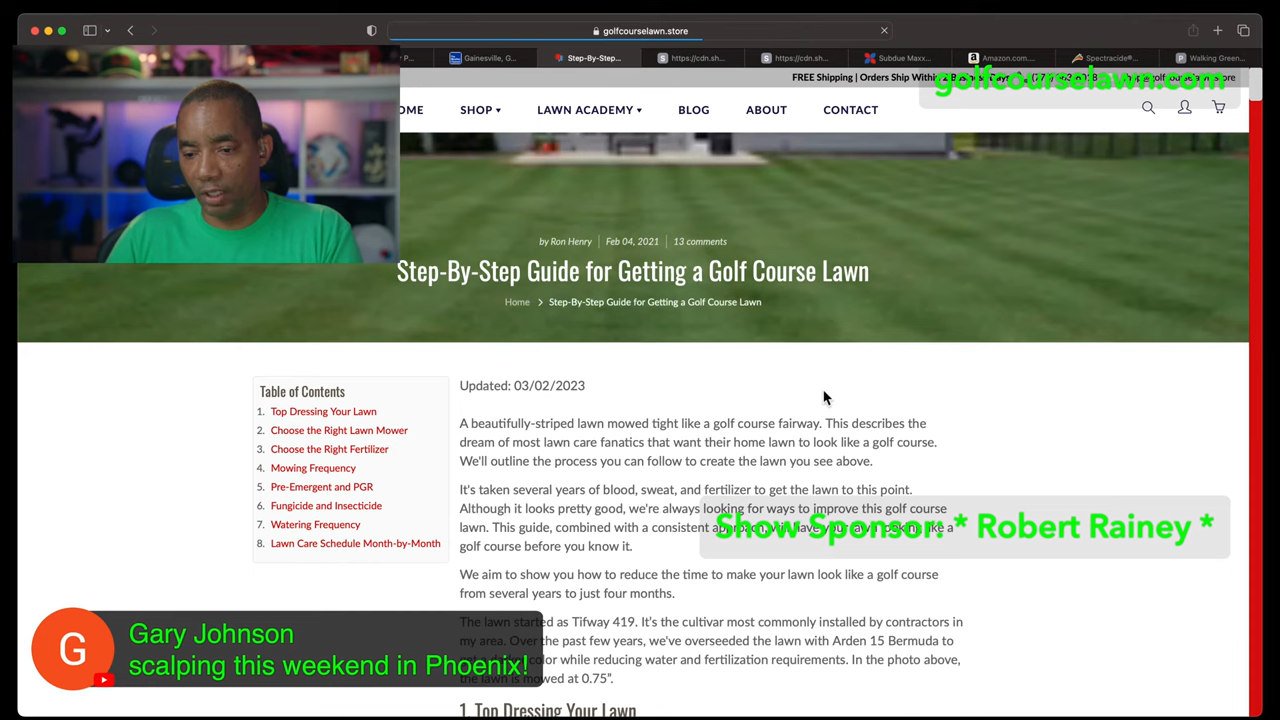 golfcourselawn.store
Gainesville, G...
Step-By-Step...
https://cdn.sh...
https://cdn.sh...
Subdue Maxx...
Amazon.com...
Spectracide®...
Walking Green...
FREE Shipping | Orders Ship Within
golfcourselawn.com
OME
SHOP
LAWN ACADEMY
BLOG
ABOUT
CONTACT
by Ron Henry
Feb 04, 2021
13 comments
Step-By-Step Guide for Getting a Golf Course Lawn
Home > Step-By-Step Guide for Getting a Golf Course Lawn
Table of Contents
1. Top Dressing Your Lawn
2. Choose the Right Lawn Mower
3. Choose the Right Fertilizer
4. Mowing Frequency
5. Pre-Emergent and PGR
6. Fungicide and Insecticide
7. Watering Frequency
8. Lawn Care Schedule Month-by-Month
Updated: 03/02/2023
A beautifully-striped lawn mowed tight like a golf course fairway. This describes the
dream of most lawn care fanatics that want their home lawn to look like a golf course.
We'll outline the process you can follow to create the lawn you see above.
It's taken several years of blood, sweat, and fertilizer to get the lawn to this point.
Although it looks pretty good, we're always looking for ways to improve this golf course
lawn. This guide, combined with a consistent approach, will have your lawn looking like a
golf course before you know it.
Show Sponsor: * Robert Rainey *
We aim to show you how to reduce the time to make your lawn look like a golf course
from several years to just four months.
The lawn started as Tifway 419. It's the cultivar most commonly installed by contractors in
my area. Over the past few years, we've overseeded the lawn with Arden 15 Bermuda to
color while reducing water and fertilization requirements. In the photo above,
the lawn is mowed at 0.75”.
1. Top Dressing Your Lawn
G
Gary Johnson
scalping this weekend in Phoenix!